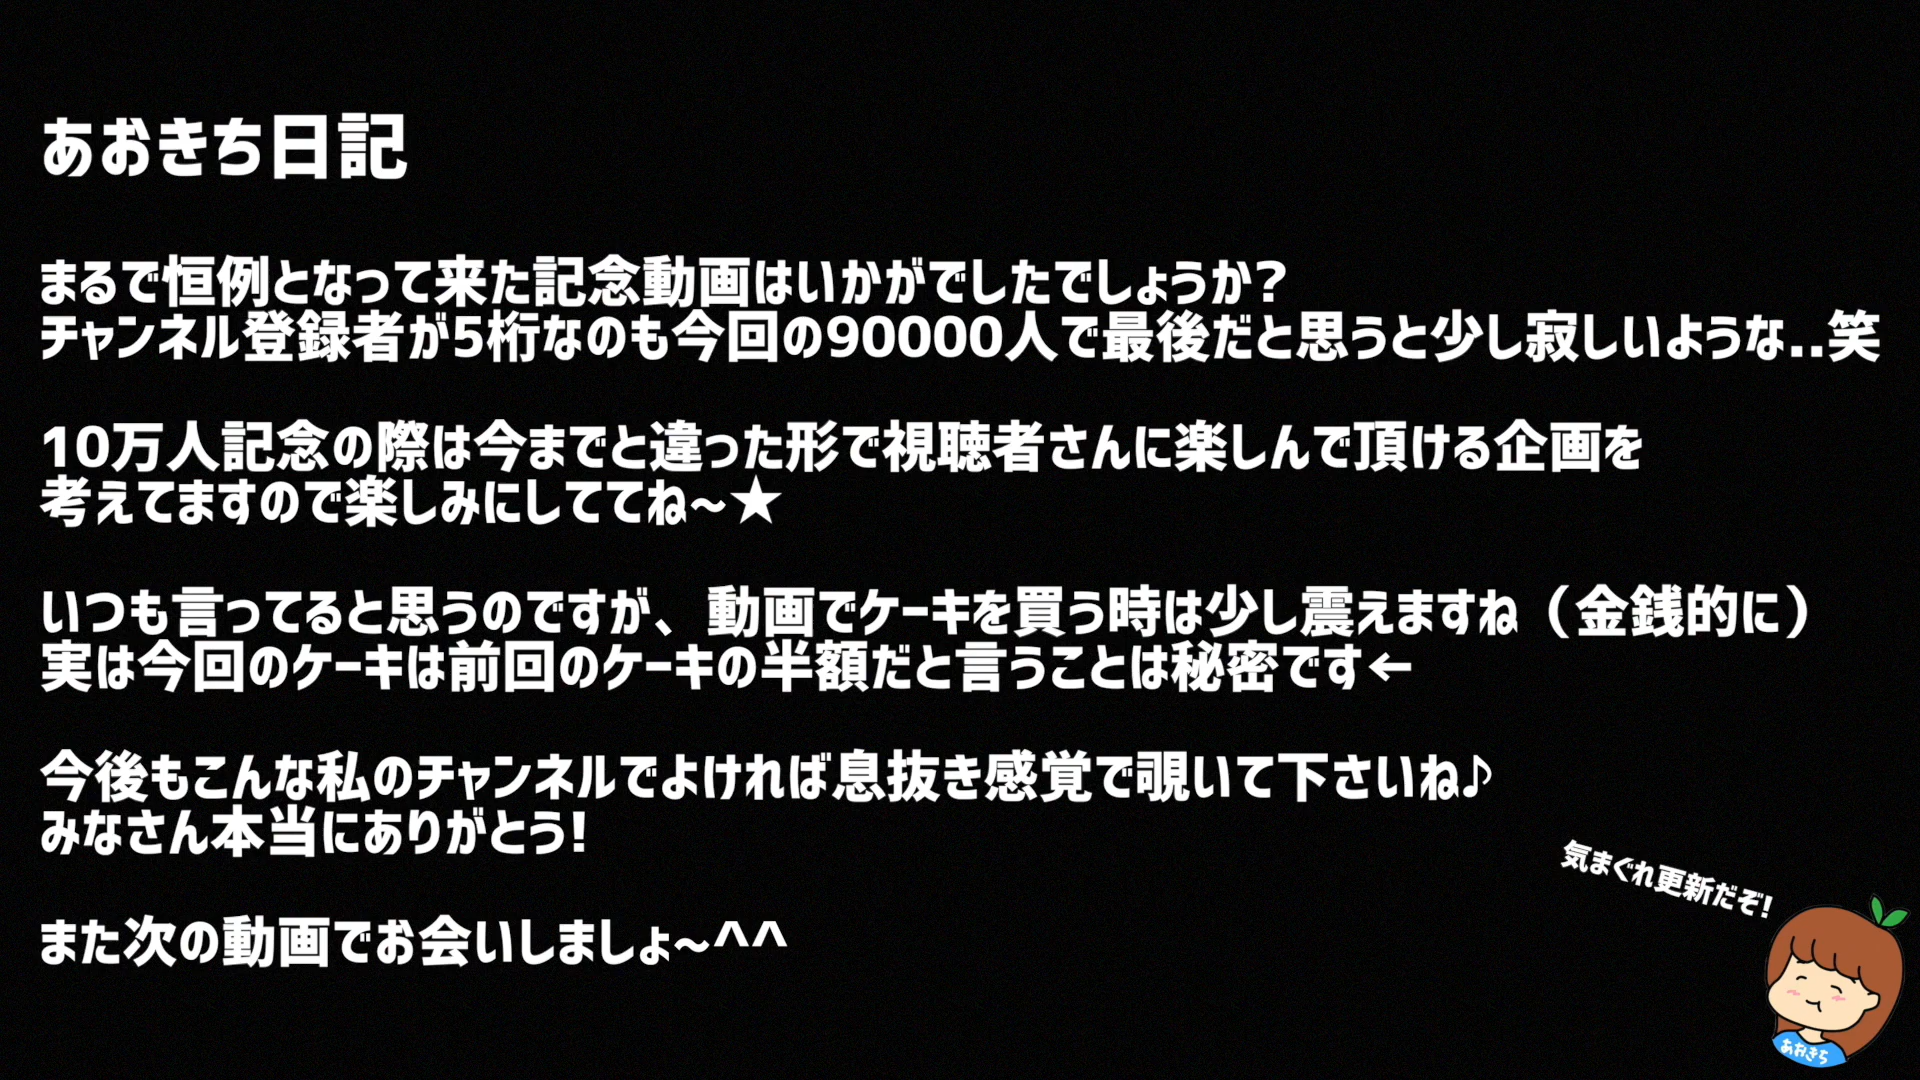 あおきち日記
まるで恒例となって来た記念動画はいかがでしたでしょうか?
チャンネル登録者が5桁なのも今回の90000人で最後だと思うと少し寂しいような..笑
10万人記念の際は今までと違った形で視聴者さんに楽しんで頂ける企画を
考えてますので楽しみにしててね~★
いつも言ってると思うのですが、動画でケーキを買う時は少し震えますね（金銭的に）
実は今回のケーキは前回のケーキの半額だと言うことは秘密です←
今後もこんな私のチャンネルでよければ息抜き感覚で覗いて下さいね♪
みなさん本当にありがとう!
また次の動画でお会いしましょ~^^
気まぐれ更新だぞ!
あおきち